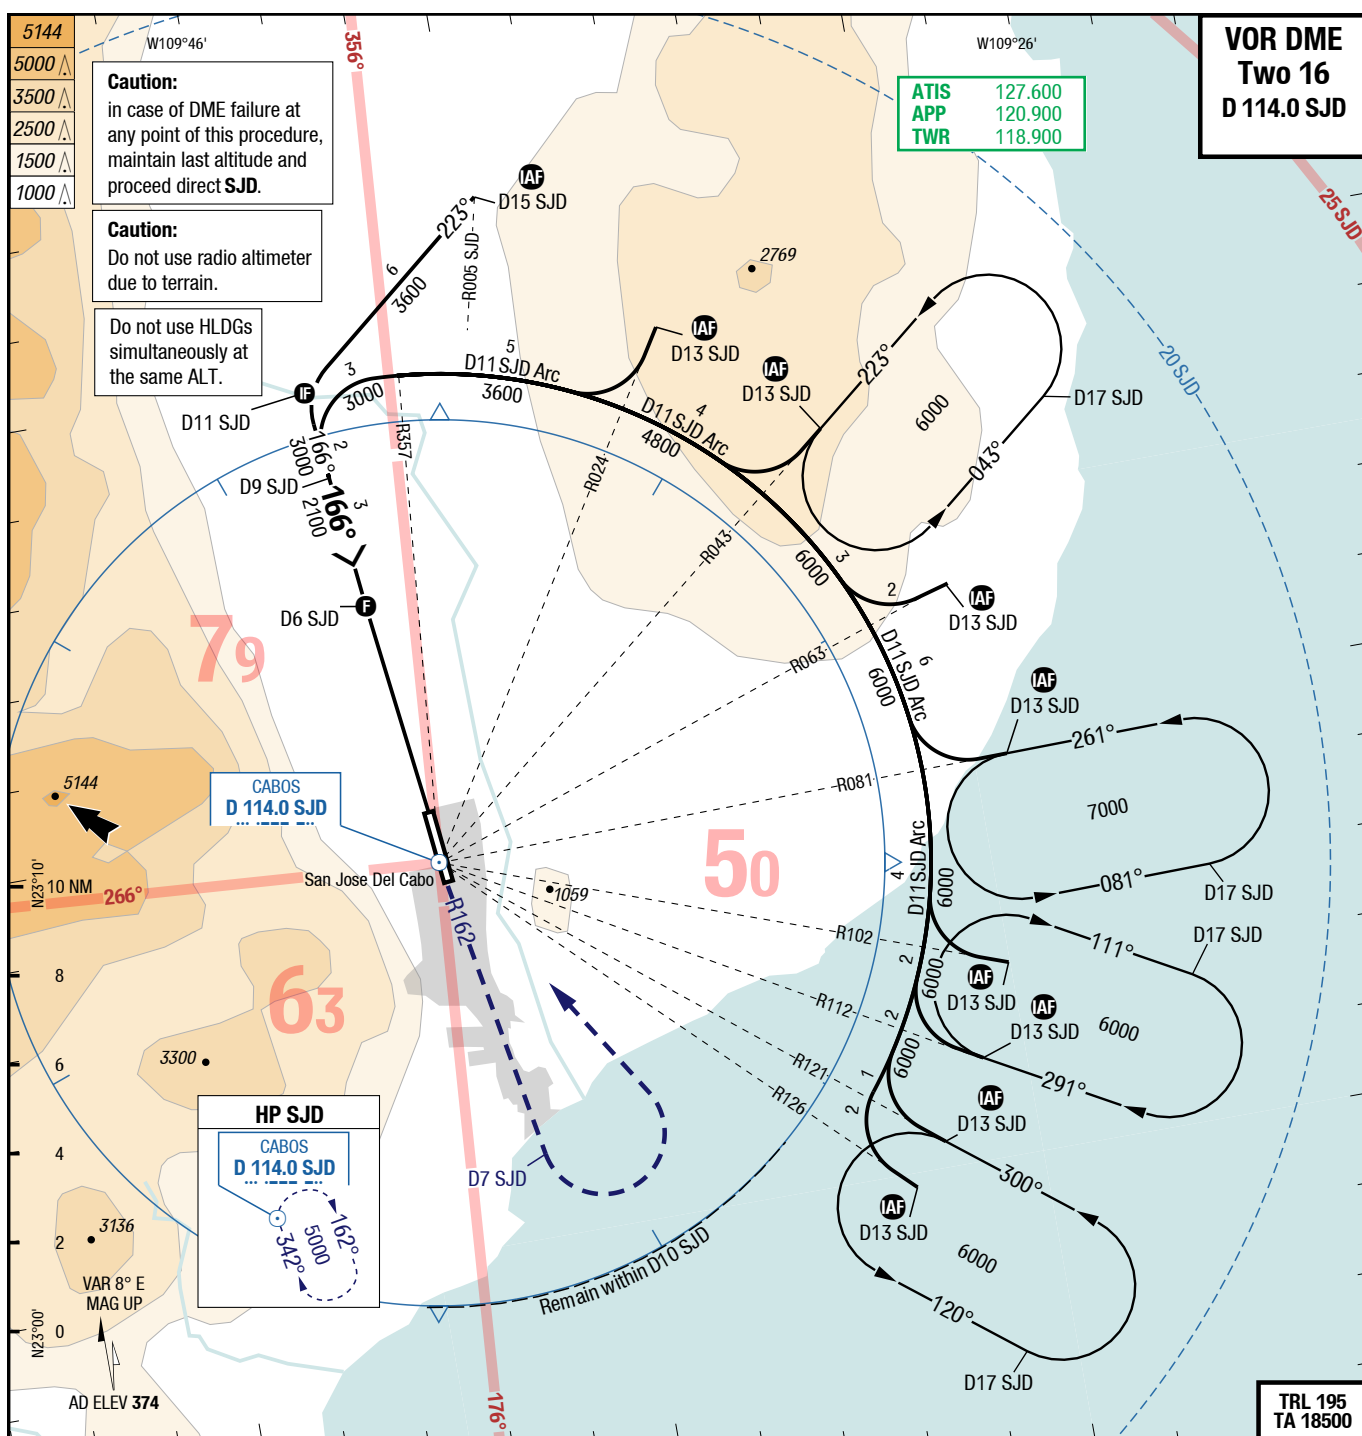 5144
5000
3500
2500
1500
1000
W109°46'
356°
W109°26'
VOR DME
Two 16
D 114.0 SJD
Caution:
in case of DME failure at
any point of this procedure,
maintain last altitude and
proceed direct SJD.
Caution:
Do not use radio altimeter
due to terrain.
Do not use HLDGs
simultaneously at
the same ALT.
ATIS 127.600
APP 120.900
TWR 118.900
25 SJD
20 SJD
IAF
D15 SJD
223°
R005 SJD
6
3600
2769
IAF
D13 SJD
IAF
D13 SJD
223°
6000
043°
D17 SJD
5
D11 SJD Arc
3600
4
D11 SJD Arc
4800
3
3000
IF
D11 SJD
R357
R024
R043
2
166°
3000
D9 SJD
3
166°
2100
3
6000
2
IAF
D13 SJD
D6 SJD
F
R063
6
D11 SJD Arc
6000
79
IAF
D13 SJD
261°
R081
7000
081°
D17 SJD
5144
CABOS
D 114.0 SJD
San Jose Del Cabo
N23°10'
10 NM
266°
1059
50
4
D11 SJD Arc
6000
R162
R102
2
6000
IAF
D13 SJD
111°
D17 SJD
IAF
D13 SJD
6000
291°
R112
2
6000
8
63
3300
6
R121
1
R126
2
IAF
D13 SJD
300°
HP SJD
CABOS
D 114.0 SJD
162°
5000
342°
4
D7 SJD
IAF
D13 SJD
6000
120°
D17 SJD
3136
2
Remain within D10 SJD
VAR 8° E
MAG UP
N23°00'
0
AD ELEV 374
176°
TRL 195
TA 18500